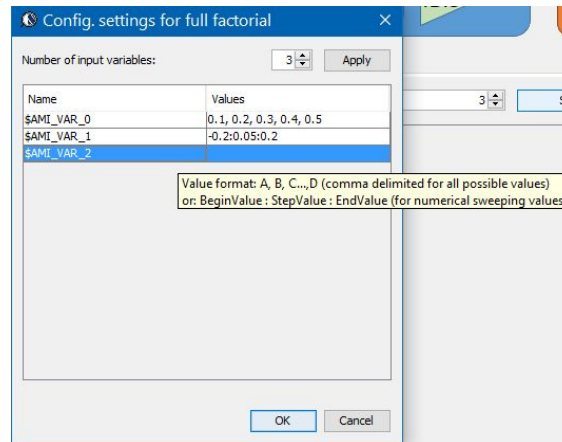 Config. settings for full factorial
Number of input variables:
3
Apply
Name Values
$AMI_VAR_0 0.1, 0.2, 0.3, 0.4, 0.5
$AMI_VAR_1 -0.2:0.05:0.2
$AMI_VAR_2
3
Value format: A, B, C...,D (comma delimited for all possible values)
or: BeginValue : StepValue : EndValue (for numerical sweeping values
OK Cancel